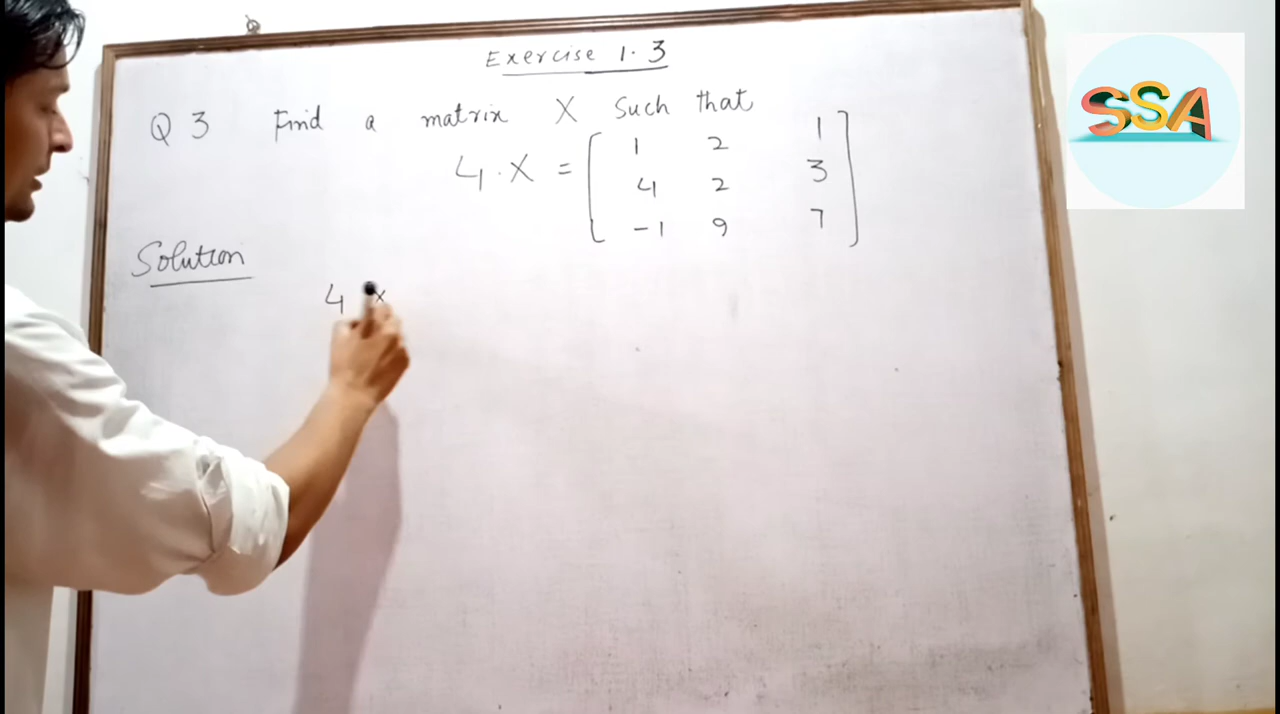 Exercise 1.3
Q 3 Find a matrix X such that
4 . X = [ 1 2 1
4 2 3
-1 9 7 ]
Solution
4 x
SSA